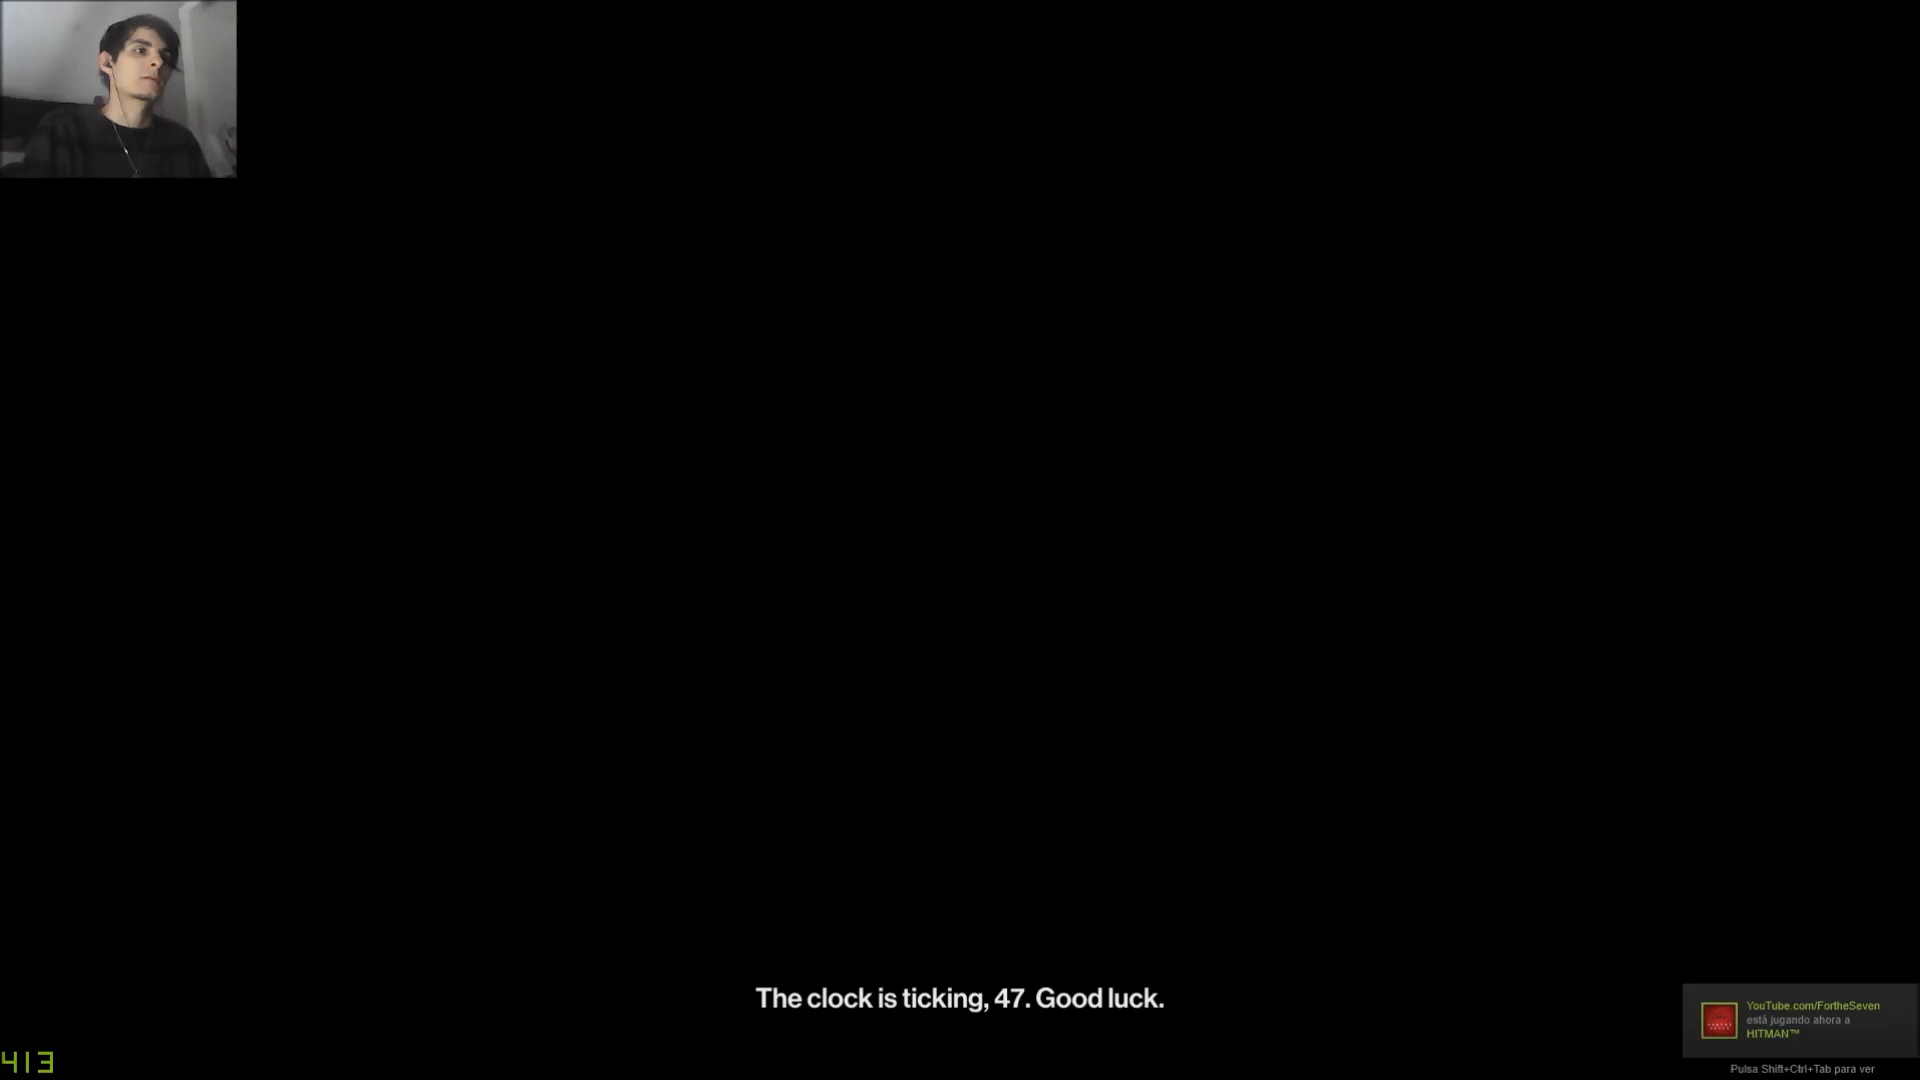 The clock is ticking, 47. Good luck.
YouTube.com/FortheSeven
está jugando ahora a
HITMAN™
Pulsa Shift+Ctrl+Tab para ver
413